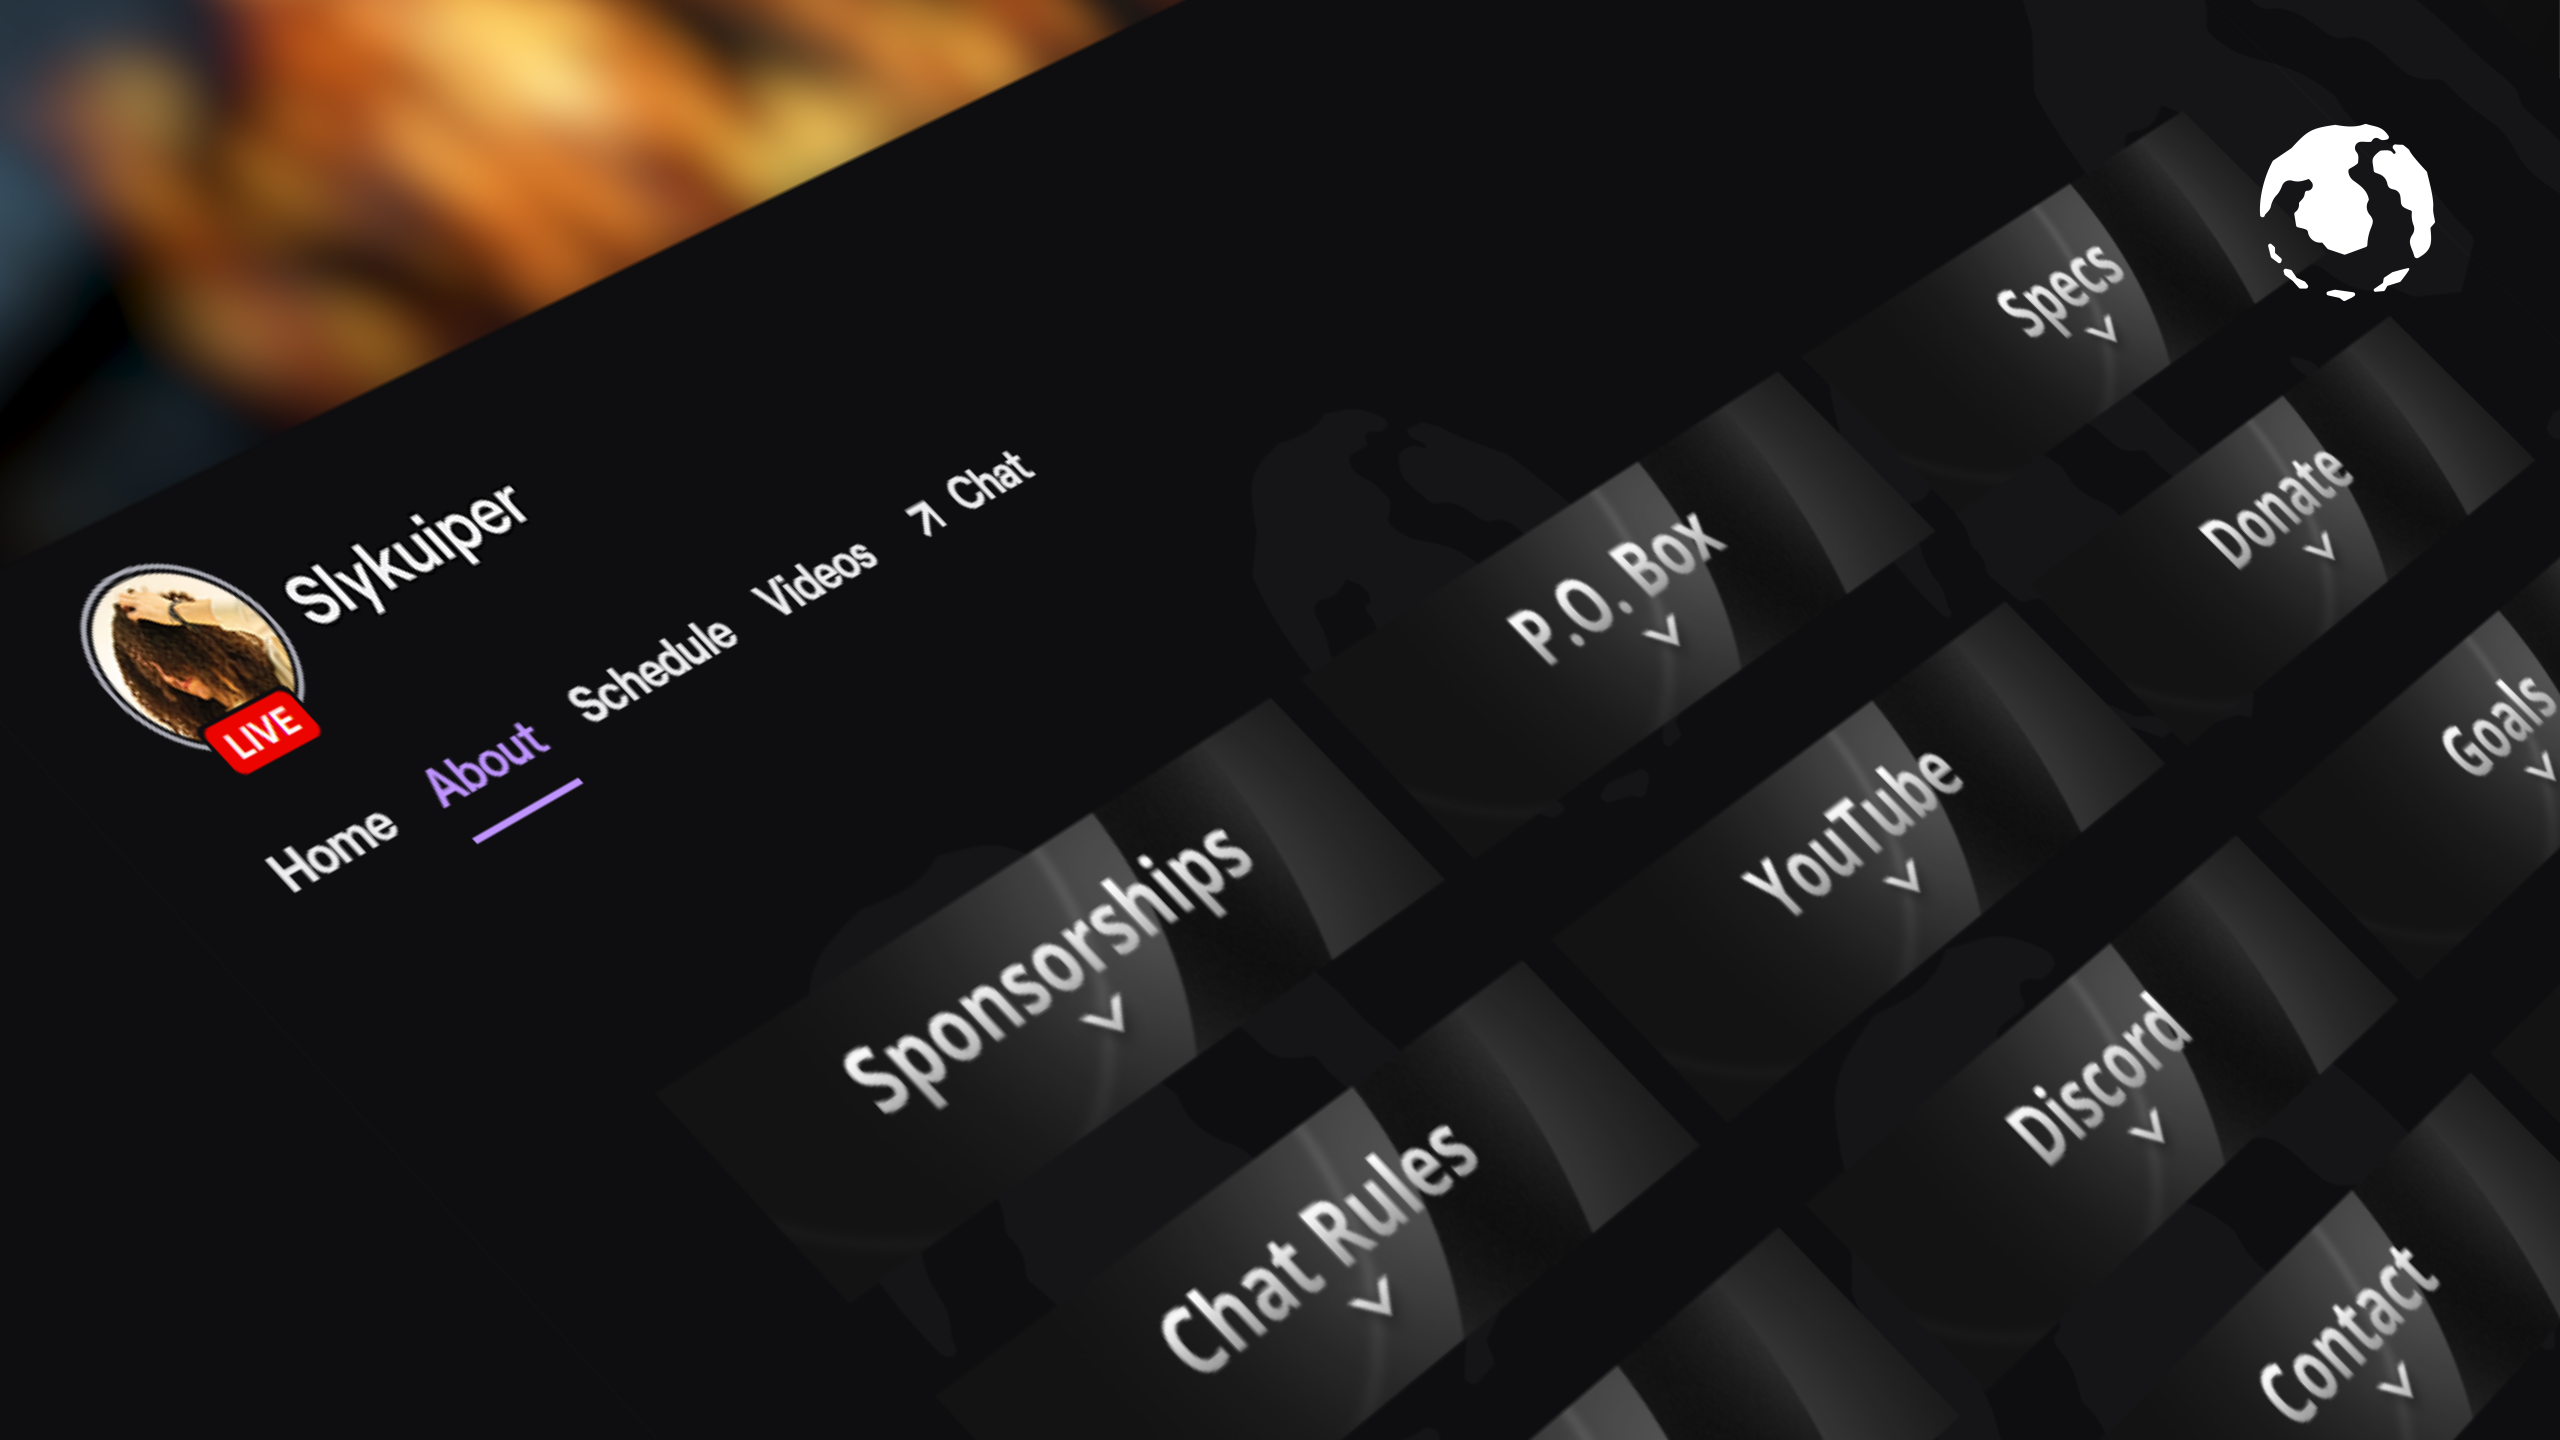 Slykuiper
LIVE
Home About Schedule Videos Chat
Sponsorships
P.O. Box
Specs
Chat Rules
YouTube
Donate
Discord
Goals
Contact